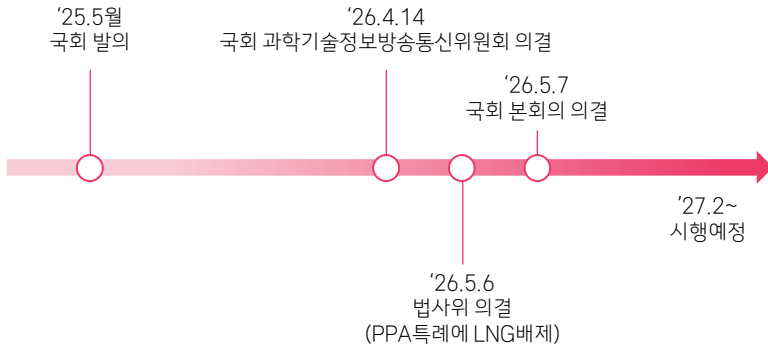 ‘25.5월
국회 발의
‘26.4.14
국회 과학기술정보방송통신위원회 의결
‘26.5.6
법사위 의결
(PPA특례에 LNG배제)
‘26.5.7
국회 본회의 의결
’27.2~
시행예정